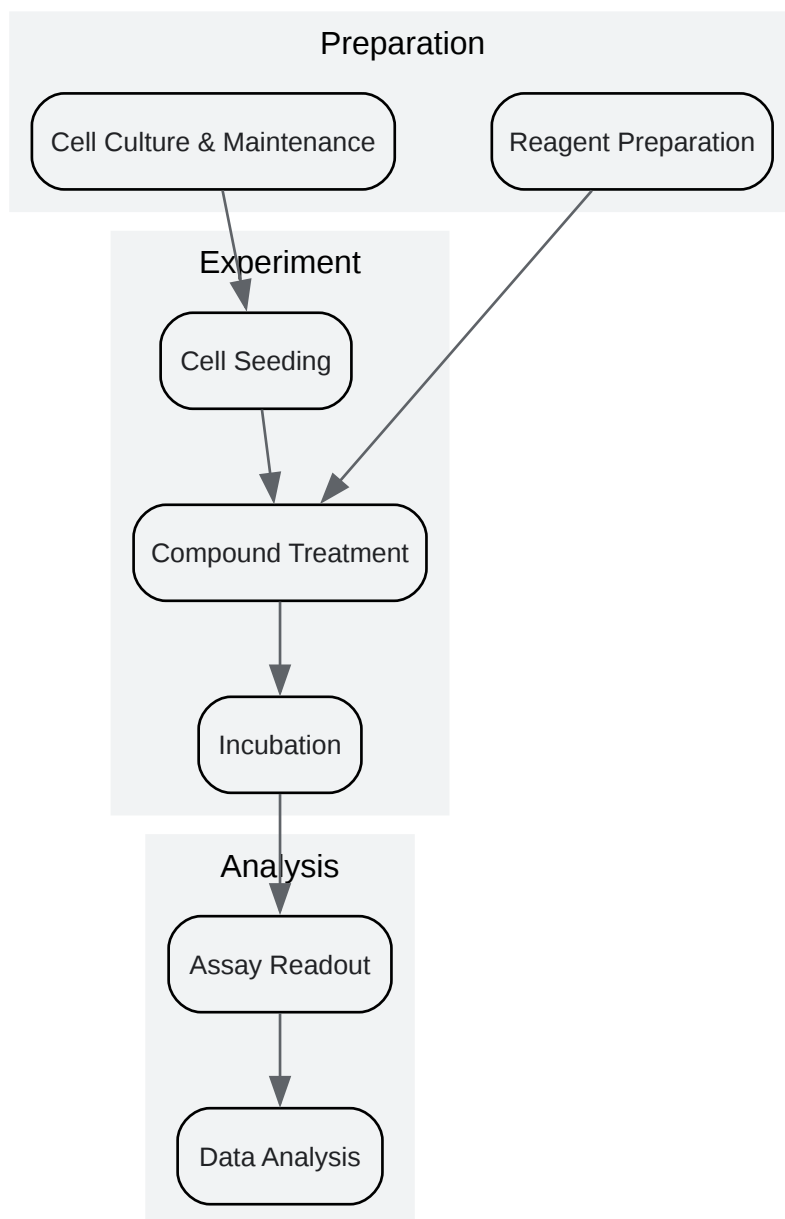 Preparation
Cell Culture & Maintenance
Reagent Preparation
Experiment
Cell Seeding
Compound Treatment
Incubation
Analysis
Assay Readout
Data Analysis